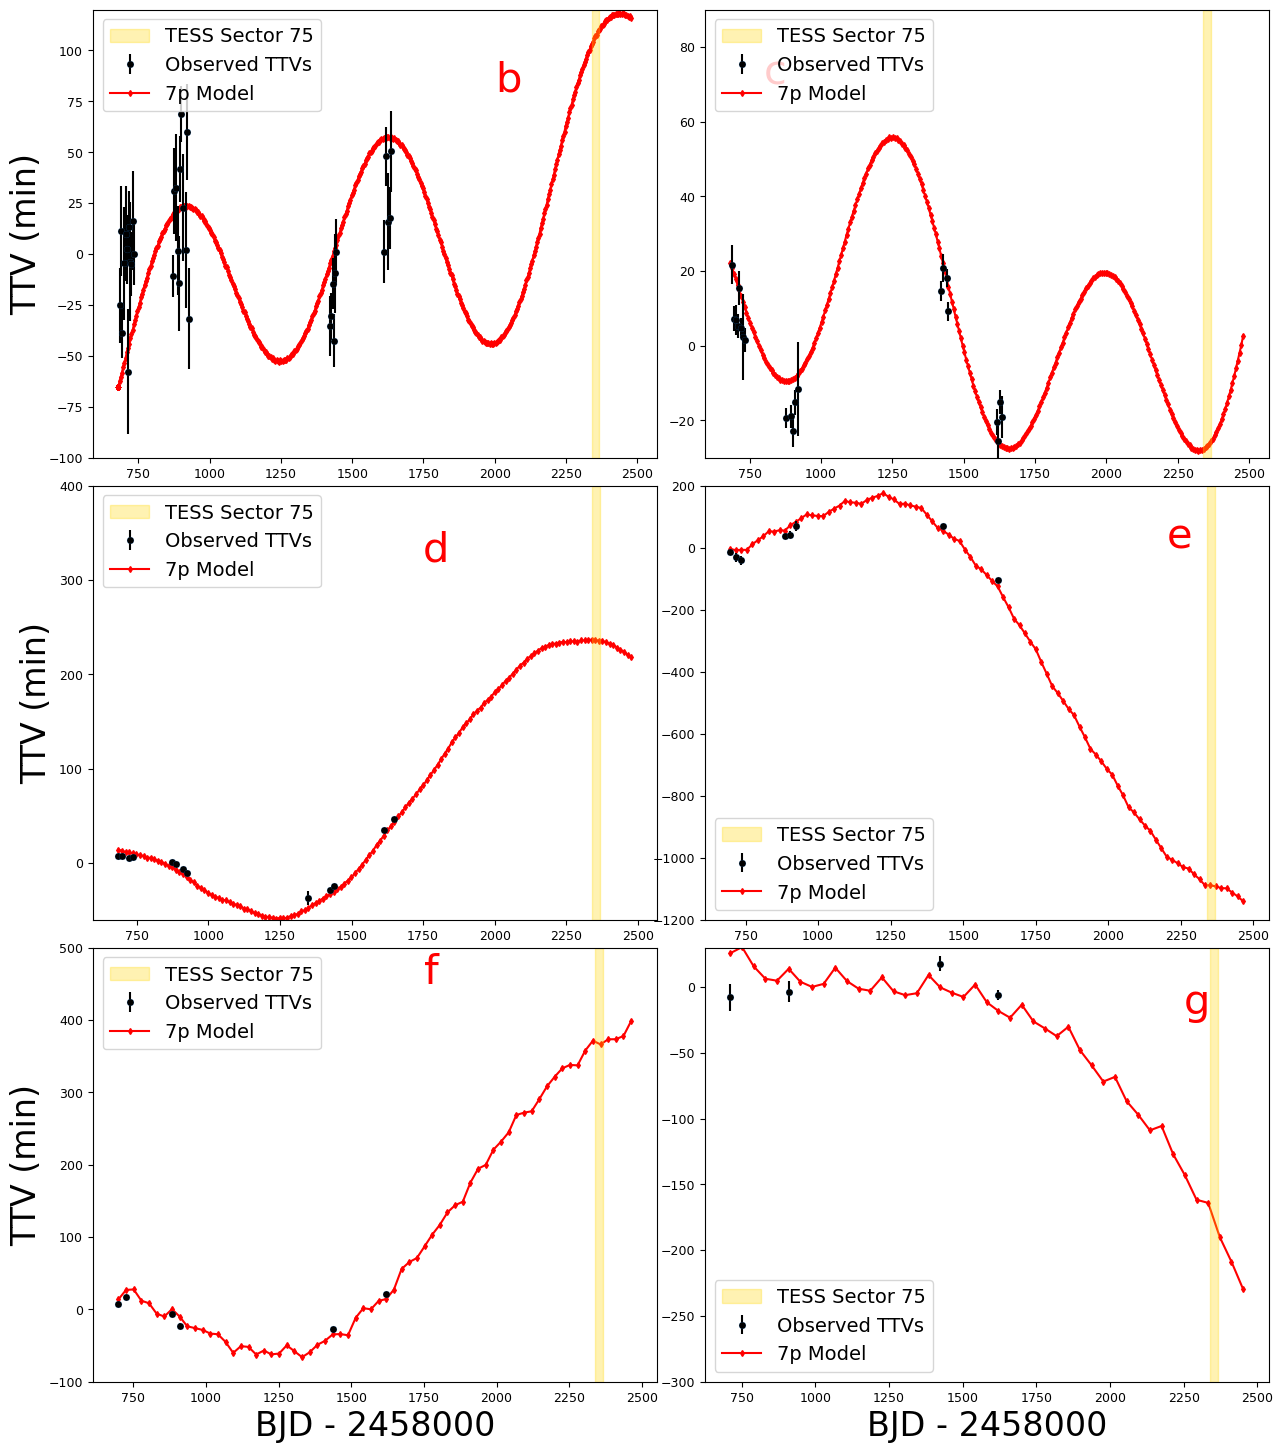 TTV (min)
100
75
50
25
0
−25
−50
−75
−100
TESS Sector 75
Observed TTVs
7p Model
b
750 1000 1250 1500 1750 2000 2250 2500
80
60
40
20
0
−20
TESS Sector 75
Observed TTVs
7p Model
c
750 1000 1250 1500 1750 2000 2250 2500
TTV (min)
400
300
200
100
0
TESS Sector 75
Observed TTVs
7p Model
d
750 1000 1250 1500 1750 2000 2250 2500
200
0
−200
−400
−600
−800
−1000
−1200
e
TESS Sector 75
Observed TTVs
7p Model
750 1000 1250 1500 1750 2000 2250 2500
TTV (min)
500
400
300
200
100
0
−100
TESS Sector 75
Observed TTVs
7p Model
f
750 1000 1250 1500 1750 2000 2250 2500
BJD - 2458000
0
−50
−100
−150
−200
−250
−300
g
TESS Sector 75
Observed TTVs
7p Model
750 1000 1250 1500 1750 2000 2250 2500
BJD - 2458000